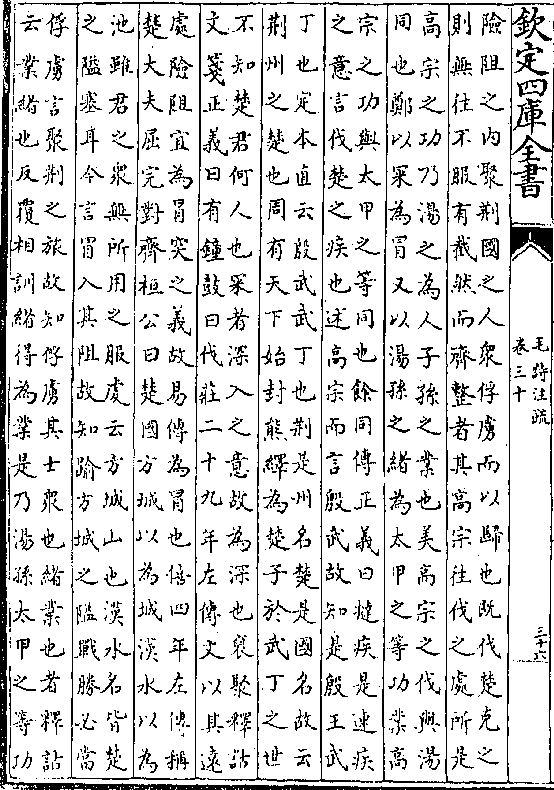 欽定四庫全書
毛詩注疏
卷三十
三十六
險阻之内聚荆國之人衆俘虜而以歸也既伐楚克之
則無往不服有截然而齊整者其高宗往伐之處所是
高宗之功乃湯之為人子孫之業也美高宗之伐與湯
同也鄭以罙為冒又以湯孫之緒為太甲之等功業高
宗之功與太甲之等同也餘同傳正義曰撻疾是速疾
之意言伐楚之疾也述高宗而言殷武故知是殷王武
丁也定本直云殷武武丁也荆是州名楚是國名故云
荆州之楚也周有天下始封熊繹為楚子於武丁之世
不知楚君何人也罙者深入之意故為深也裒聚釋詁
文箋正義曰有鐘鼓曰伐莊二十九年左傳文以其遠
處險阻宜為冒突之義故易傳為冒也僖四年左傳稱
楚大夫屈完對齊桓公曰楚國方城以為城漢水以為
池雖君之衆無所用之服虔云方城山也漢水名皆楚
之隘塞耳今言冒入其阻故知踰方城之隘戰勝必當
俘虜言聚荆之旅故知俘虜其士衆也緒業也者釋詁
云業緒也反覆相訓緒得為業是乃湯孫太甲之等功